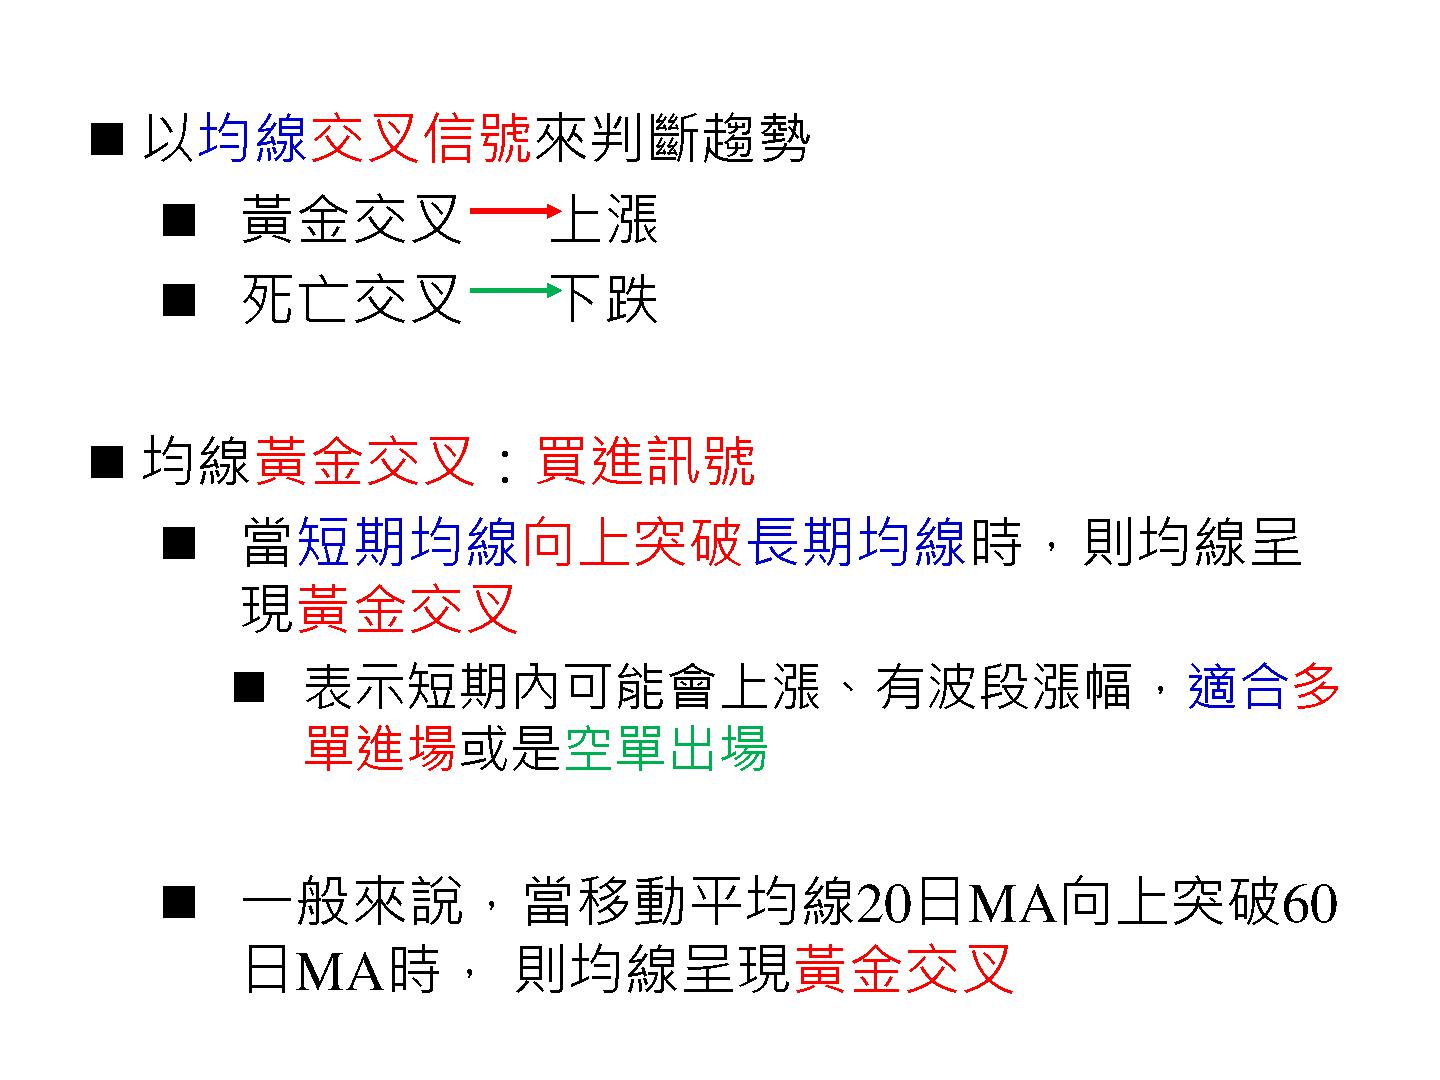 ■ 以均線交叉信號來判斷趨勢
■ 黃金交叉 → 上漲
■ 死亡交叉 → 下跌
■ 均線黃金交叉：買進訊號
■ 當短期均線向上突破長期均線時，則均線呈
現黃金交叉
■ 表示短期內可能會上漲、有波段漲幅，適合多
單進場或是空單出場
■ 一般來說，當移動平均線20日MA向上突破60
日MA時， 則均線呈現黃金交叉